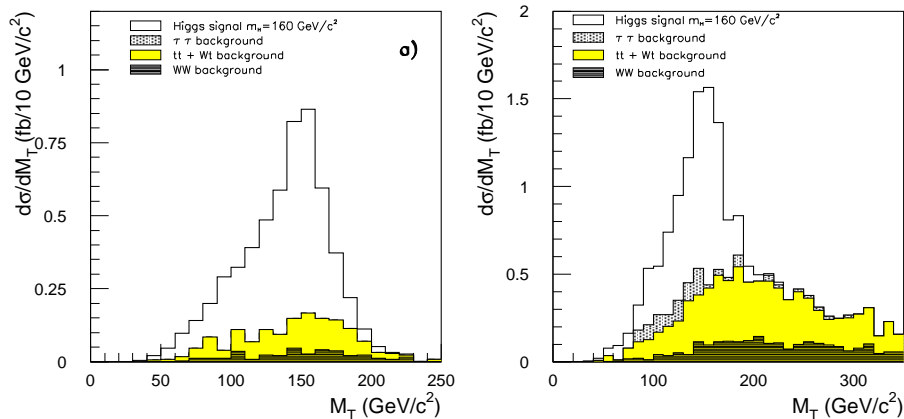 Higgs signal mH=160 GeV/c²
τ τ background
tt + Wt background
WW background
a)
dσ/dM_T (fb/10 GeV/c²)
1
0.75
0.5
0.25
0
0 50 100 150 200 250
M_T (GeV/c²)
Higgs signal mH=160 GeV/c²
τ τ background
tt + Wt background
WW background
dσ/dM_T (fb/10 GeV/c²)
2
1.5
1
0.5
0
0 100 200 300
M_T (GeV/c²)